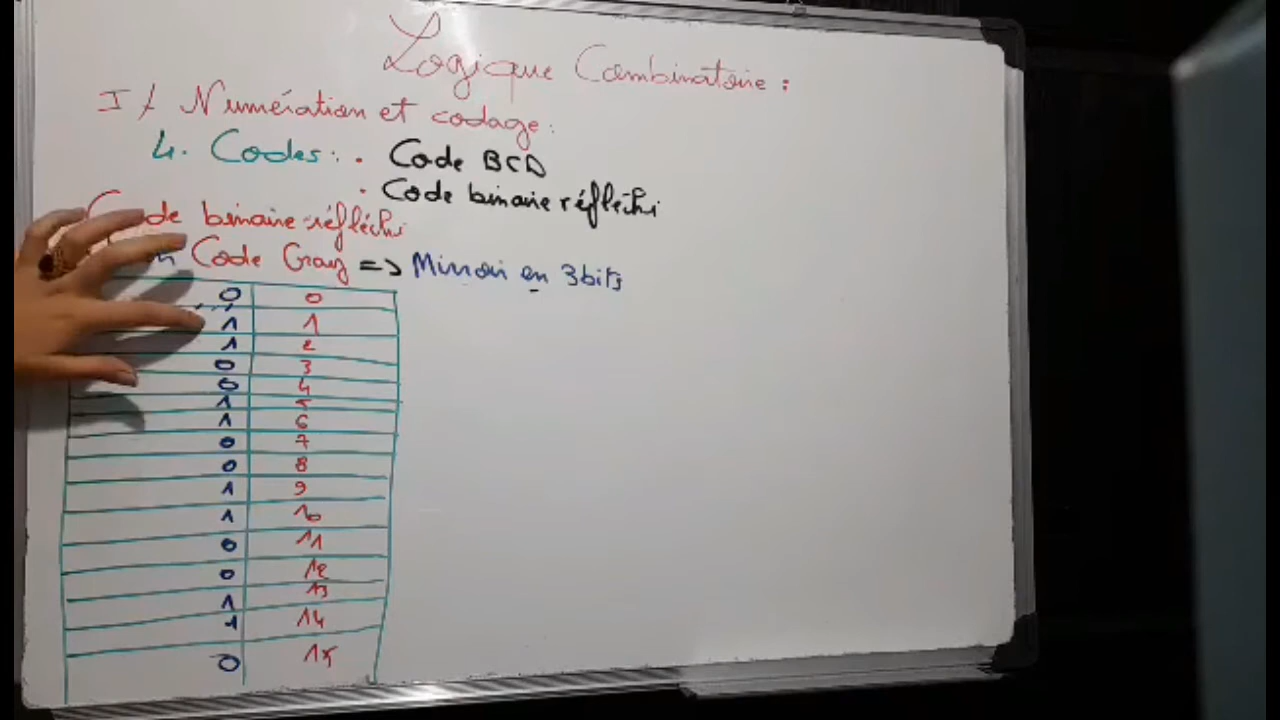 Logique Combinatoire :
I / Numération et codage :
4. Codes : . Code BCD
. Code binaire réfléchi
Code binaire réfléchi
Code Gray => Miroir en 3bits
0 0
1 1
1 2
0 3
0 4
1 5
1 6
0 7
0 8
1 9
1 10
0 11
0 12
1 13
1 14
0 15